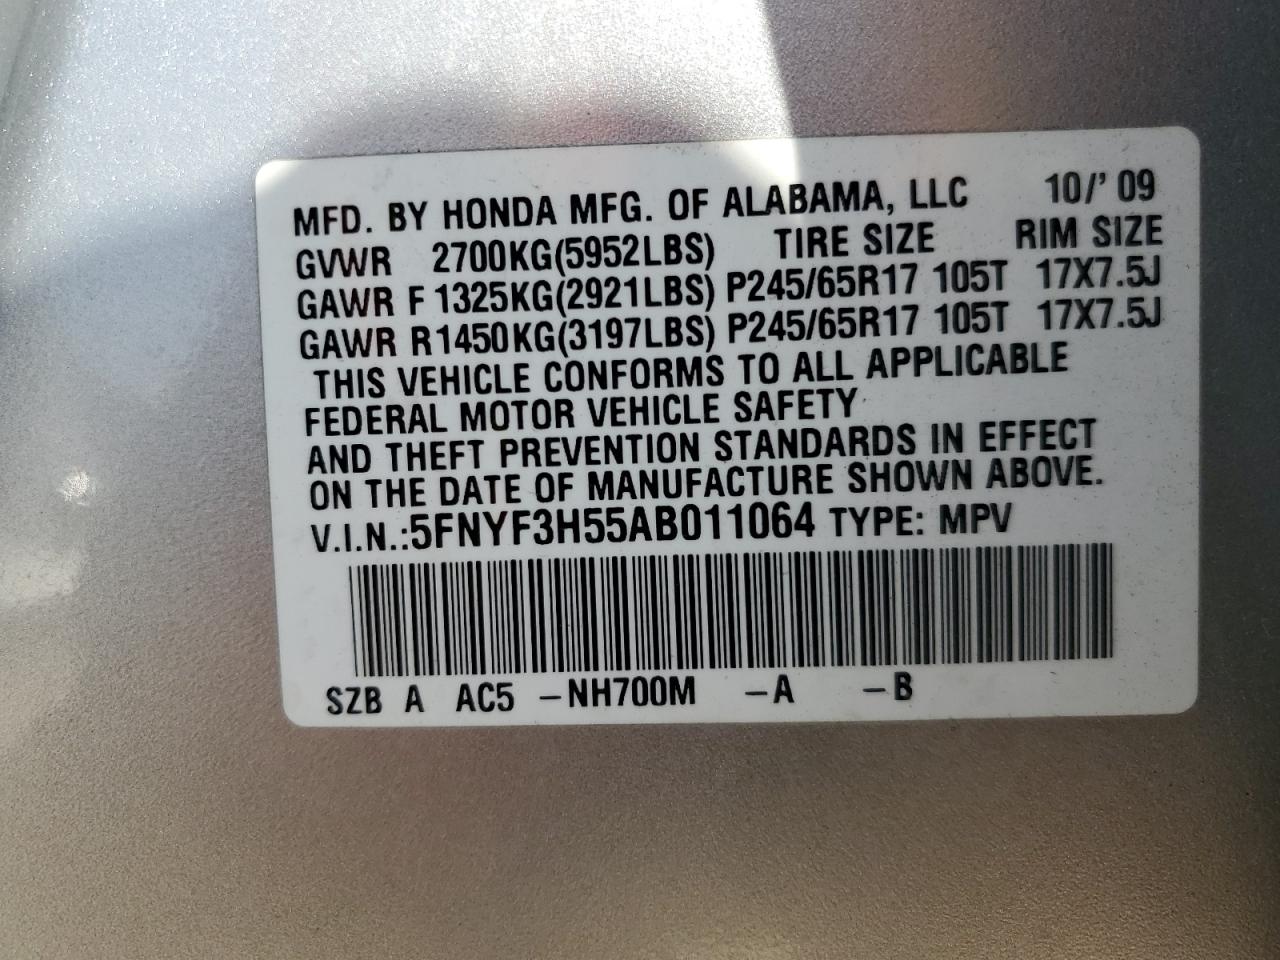 MFD. BY HONDA MFG. OF ALABAMA, LLC 10/' 09
GVWR 2700KG(5952LBS) TIRE SIZE RIM SIZE
GAWR F 1325KG(2921LBS) P245/65R17 105T 17X7.5J
GAWR R1450KG(3197LBS) P245/65R17 105T 17X7.5J
THIS VEHICLE CONFORMS TO ALL APPLICABLE
FEDERAL MOTOR VEHICLE SAFETY
AND THEFT PREVENTION STANDARDS IN EFFECT
ON THE DATE OF MANUFACTURE SHOWN ABOVE.
V.I.N.:5FNYF3H55AB011064 TYPE: MPV
SZB A AC5 -NH700M -A -B